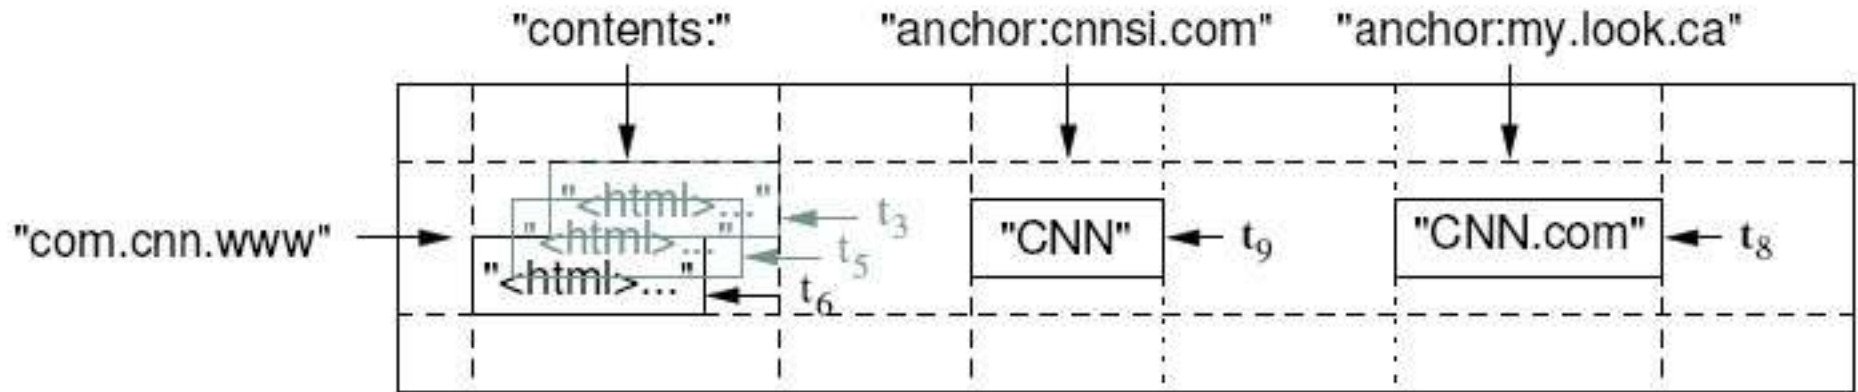 "contents:" "anchor:cnnsi.com" "anchor:my.look.ca"
"<html>..." t3
"com.cnn.www" "<html>..." t5 "CNN" t9 "CNN.com" t8
"<html>..." t6